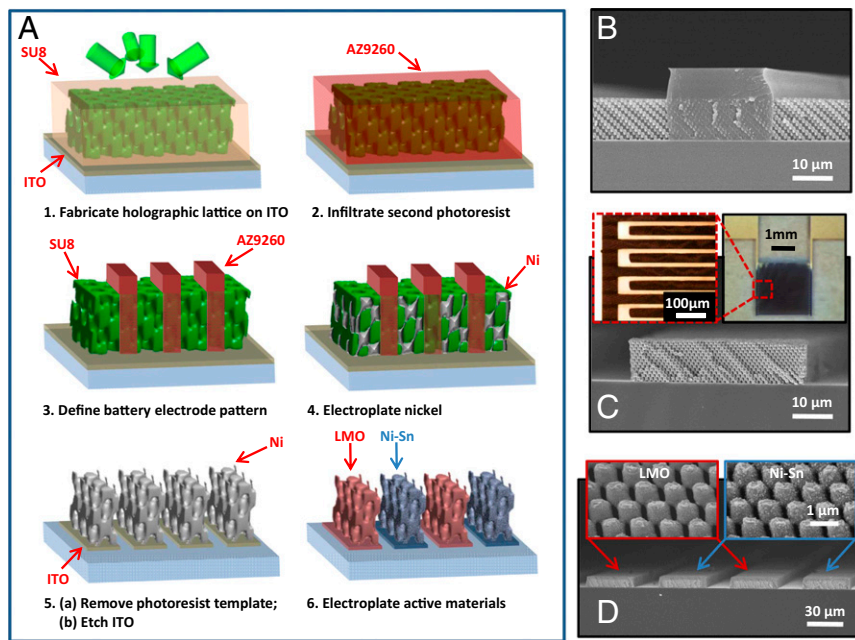 A
SU8
ITO
1. Fabricate holographic lattice on ITO
AZ9260
2. Infiltrate second photoresist
SU8
AZ9260
3. Define battery electrode pattern
Ni
4. Electroplate nickel
Ni
ITO
5. (a) Remove photoresist template;
(b) Etch ITO
LMO
Ni-Sn
6. Electroplate active materials
B
10 µm
100µm
1mm
C
10 µm
LMO
Ni-Sn
1 µm
D
30 µm